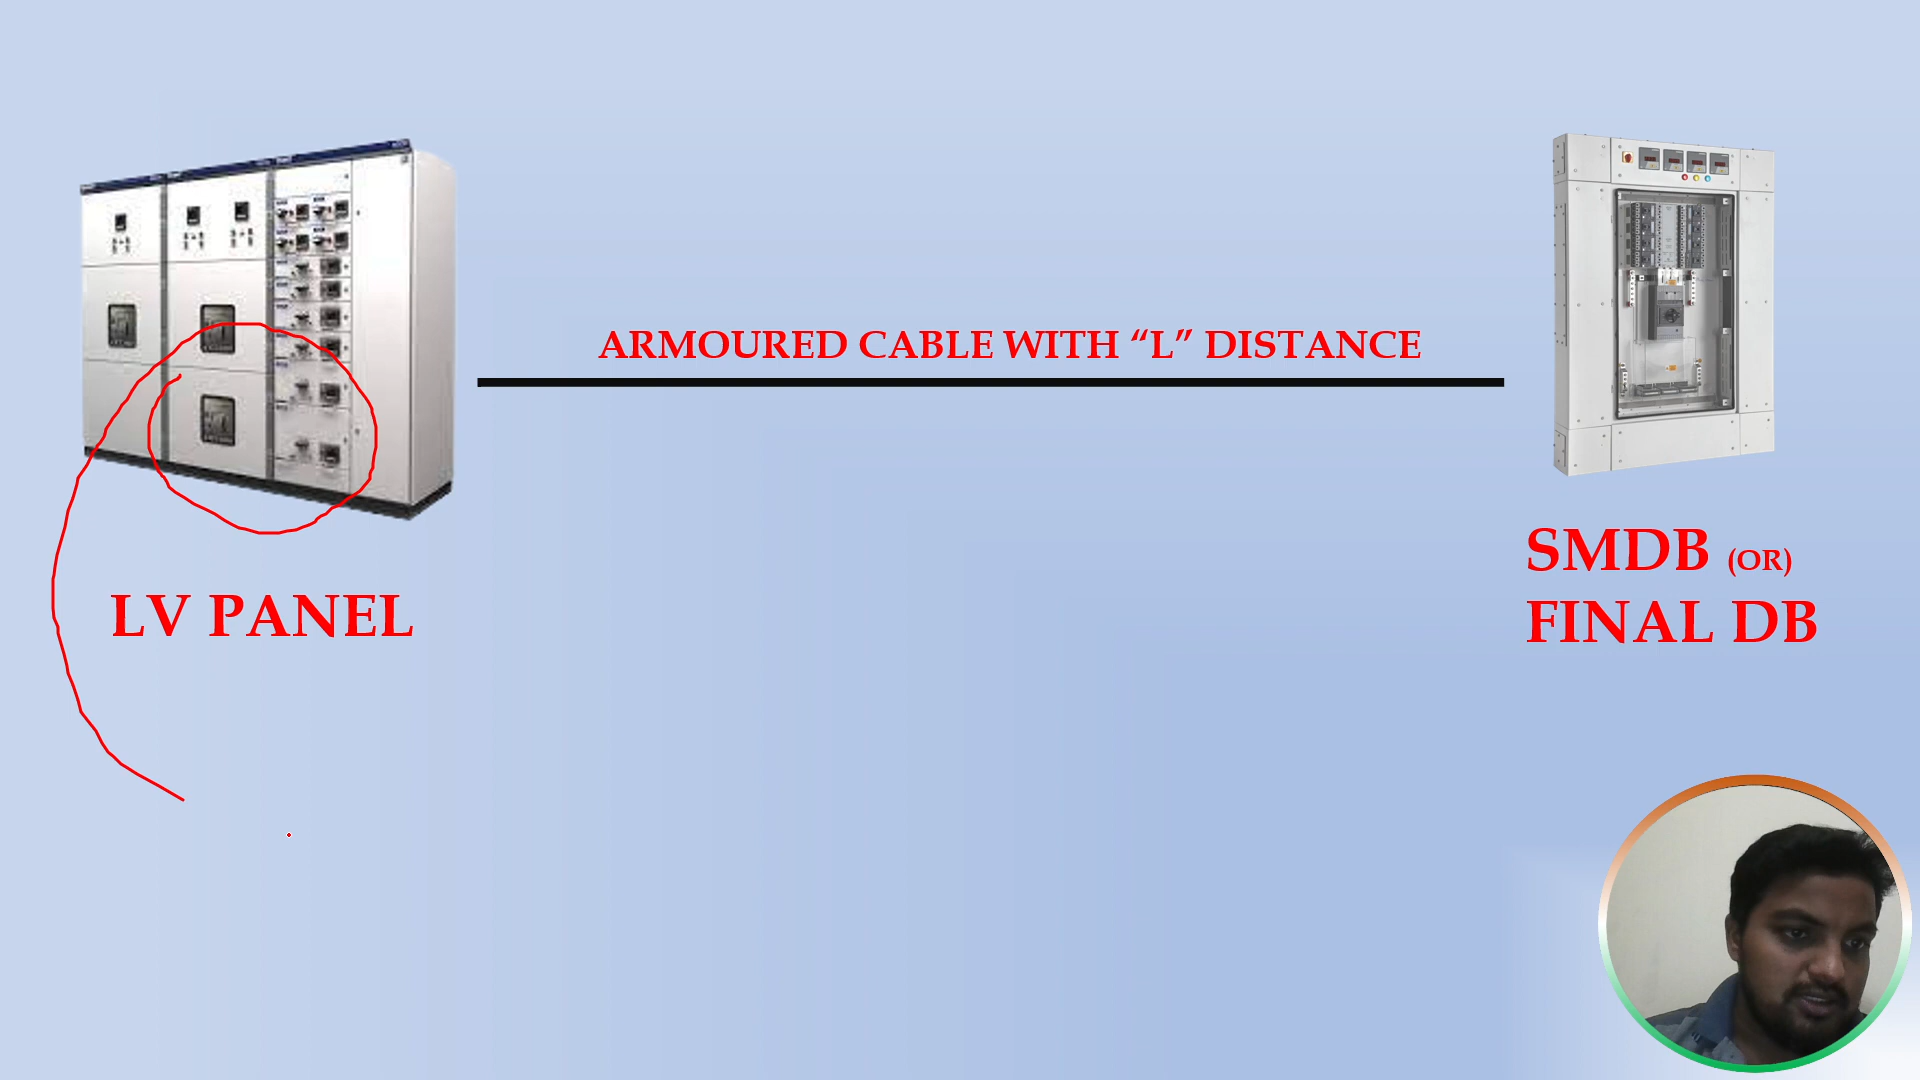 ARMOURED CABLE WITH “L” DISTANCE
LV PANEL
SMDB (OR)
FINAL DB